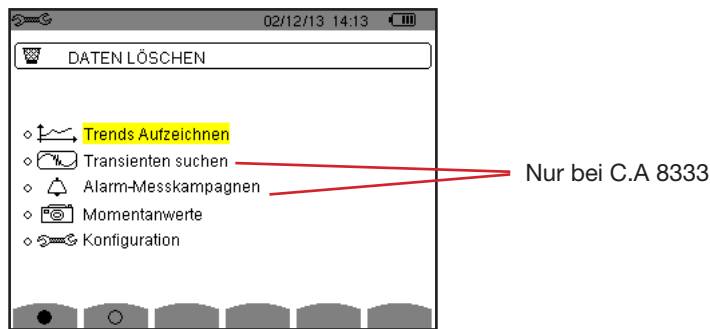 02/12/13 14:13
DATEN LÖSCHEN
Trends Aufzeichnen
Transienten suchen
Alarm-Messkampagnen
Momentanwerte
Konfiguration
Nur bei C.A 8333